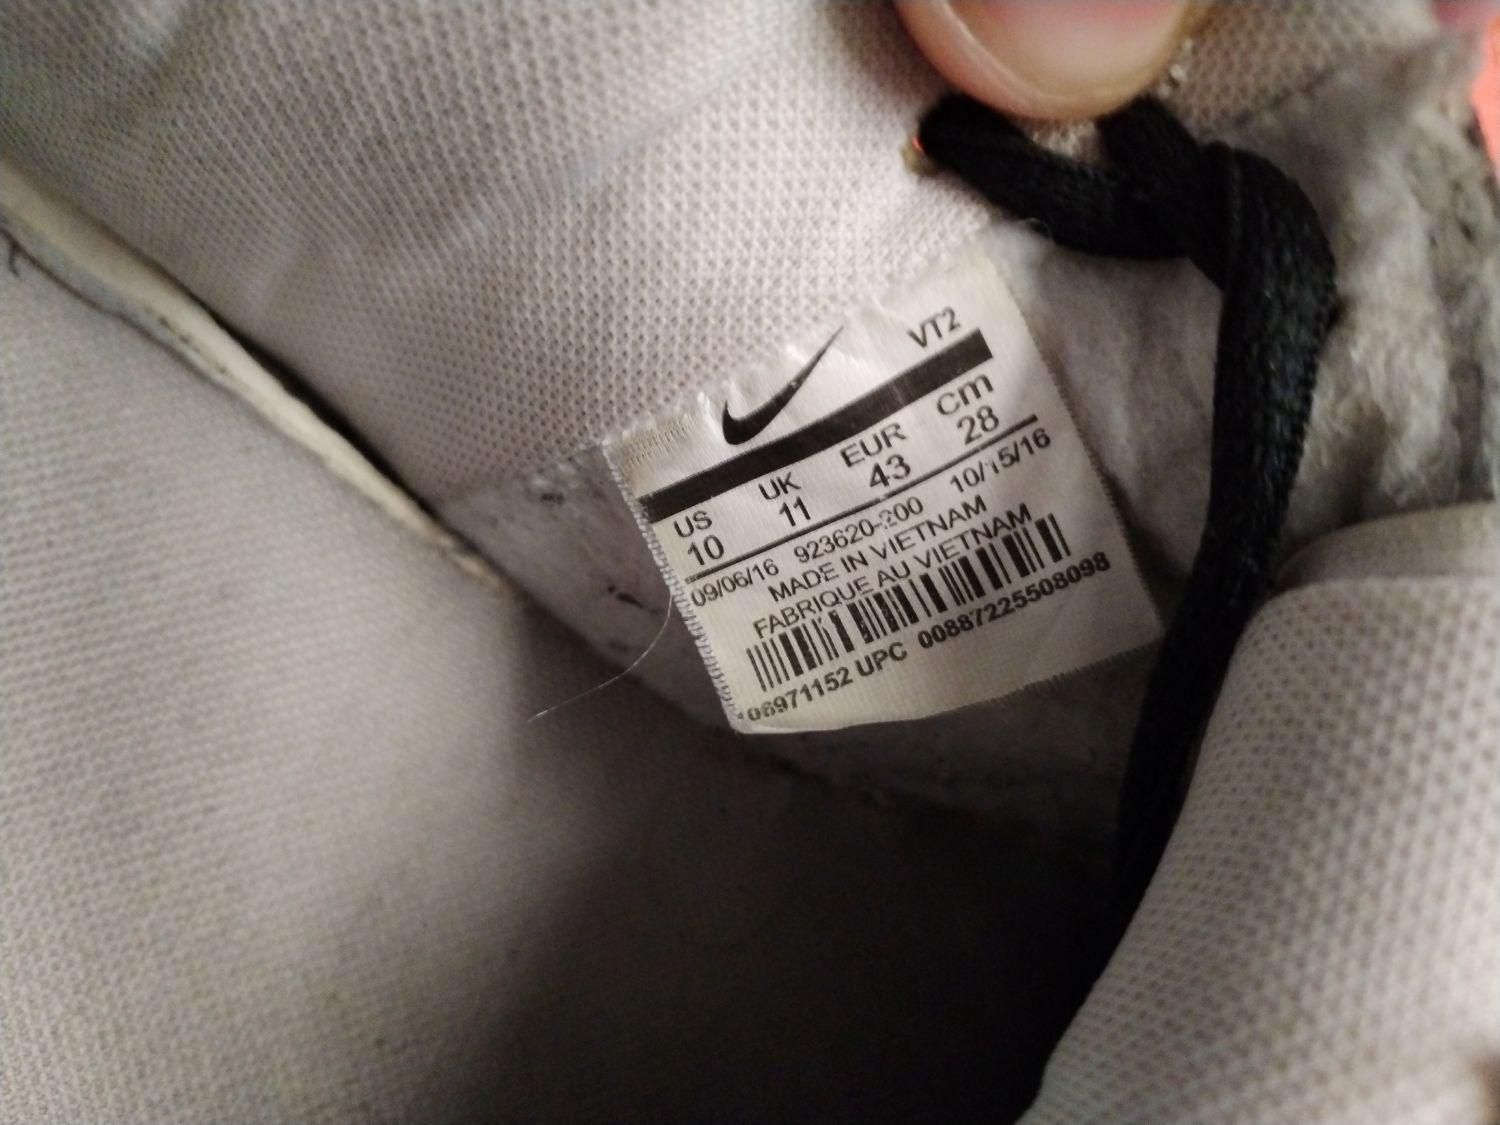 VT2
US UK EUR cm
10 11 43 28
09/06/16 923620-200 10/15/16
MADE IN VIETNAM
FABRIQUE AU VIETNAM
06971152 UPC 00887225508098